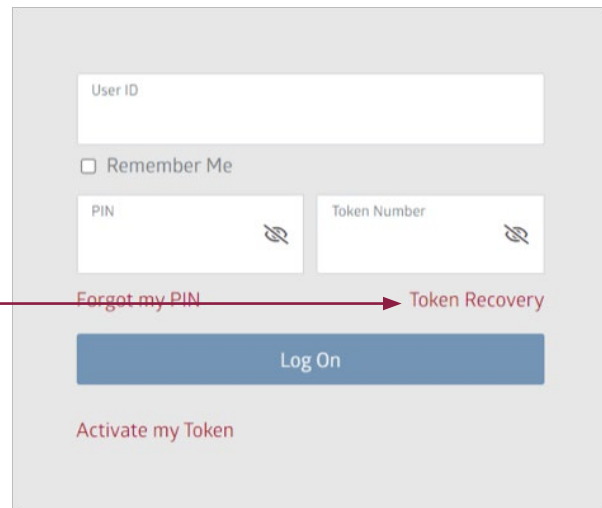 User ID
Remember Me
PIN Token Number
Forgot my PIN Token Recovery
Log On
Activate my Token